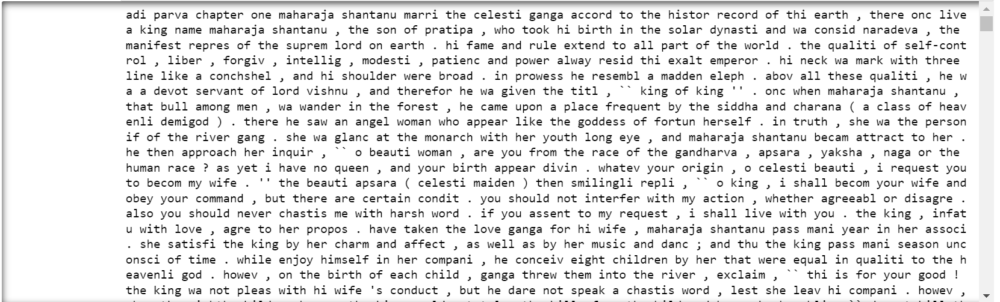 adi parva chapter one maharaja shantanu marri the celesti ganga accord to the histor record of thi earth , there onc live
a king name maharaja shantanu , the son of pratipa , who took hi birth in the solar dynasti and wa consid naradeva , the
manifest repres of the suprem lord on earth . hi fame and rule extend to all part of the world . the qualiti of self-cont
rol , liber , forgiv , intellig , modesti , patienc and power alway resid thi exalt emperor . hi neck wa mark with three
line like a conchshel , and hi shoulder were broad . in prowess he resembl a madden eleph . abov all these qualiti , he w
a a devot servant of lord vishnu , and therefor he wa given the titl , `` king of king '' . onc when maharaja shantanu ,
that bull among men , wa wander in the forest , he came upon a place frequent by the siddha and charana ( a class of heav
enli demigod ) . there he saw an angel woman who appear like the goddess of fortun herself . in truth , she wa the person
if of the river gang . she wa glanc at the monarch with her youth long eye , and maharaja shantanu becam attract to her .
he then approach her inquir , `` o beauti woman , are you from the race of the gandharva , apsara , yaksha , naga or the
human race ? as yet i have no queen , and your birth appear divin . whatev your origin , o celesti beauti , i request you
to becom my wife . '' the beauti apsara ( celesti maiden ) then smilingli repli , `` o king , i shall becom your wife and
obey your command , but there are certain condit . you should not interfer with my action , whether agreeabl or disagre .
also you should never chastis me with harsh word . if you assent to my request , i shall live with you . the king , infat
u with love , agre to her propos . have taken the love ganga for hi wife , maharaja shantanu pass mani year in her associ
. she satisfi the king by her charm and affect , as well as by her music and danc ; and thu the king pass mani season unc
onsci of time . while enjoy himself in her compani , he conceiv eight children by her that were equal in qualiti to the h
eavenli god . howev , on the birth of each child , ganga threw them into the river , exclaim , `` thi is for your good !
the king wa not pleas with hi wife 's conduct , but he dare not speak a chastis word , lest she leav hi compani . howev ,